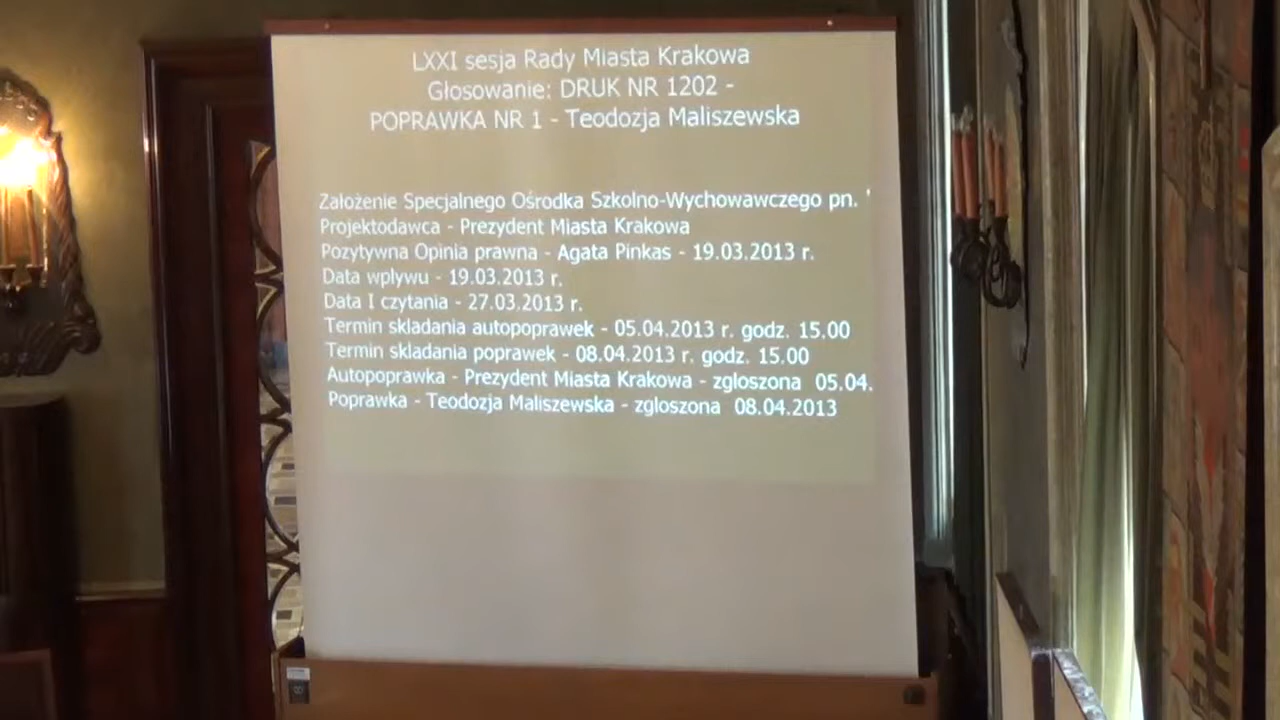 LXXI sesja Rady Miasta Krakowa
Głosowanie: DRUK NR 1202 -
POPRAWKA NR 1 - Teodozja Maliszewska
Założenie Specjalnego Ośrodka Szkolno-Wychowawczego pn. '
Projektodawca - Prezydent Miasta Krakowa
Pozytywna Opinia prawna - Agata Pinkas - 19.03.2013 r.
Data wpływu - 19.03.2013 r.
Data I czytania - 27.03.2013 r.
Termin skladania autopoprawek - 05.04.2013 r. godz. 15.00
Termin skladania poprawek - 08.04.2013 r. godz. 15.00
Autopoprawka - Prezydent Miasta Krakowa - zgloszona 05.04.
Poprawka - Teodozja Maliszewska - zgloszona 08.04.2013